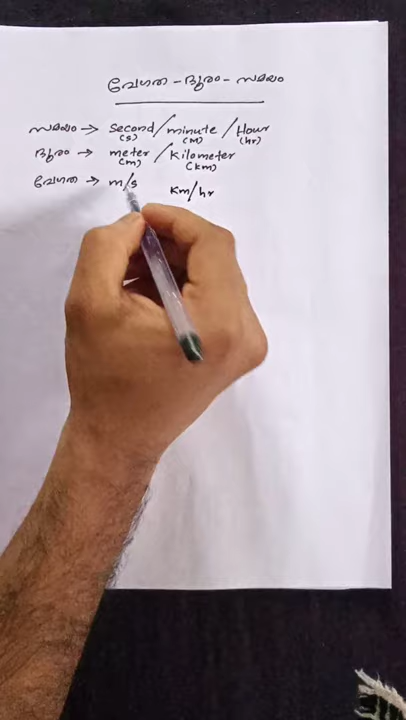 വേഗത - ദൂരം - സമയം
സമയം → Second / minute / Hour
(s) (M) (hr)
ദൂരം → meter / Kilometer
(m) (km)
വേഗത → m/s km/hr